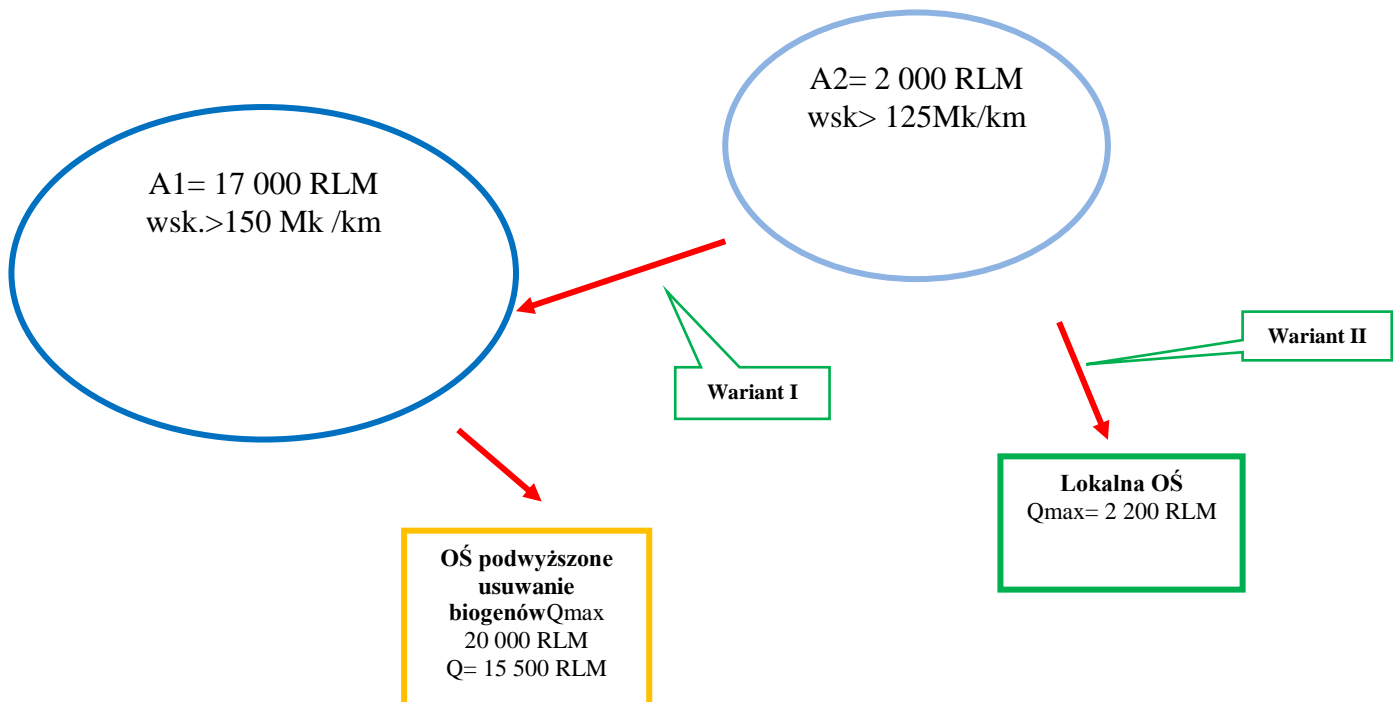 A2= 2 000 RLM
wsk> 125Mk/km
A1= 17 000 RLM
wsk.>150 Mk /km
Wariant II
Wariant I
Lokalna OŚ
Qmax= 2 200 RLM
OŚ podwyższone
usuwanie
biogenówQmax
20 000 RLM
Q= 15 500 RLM